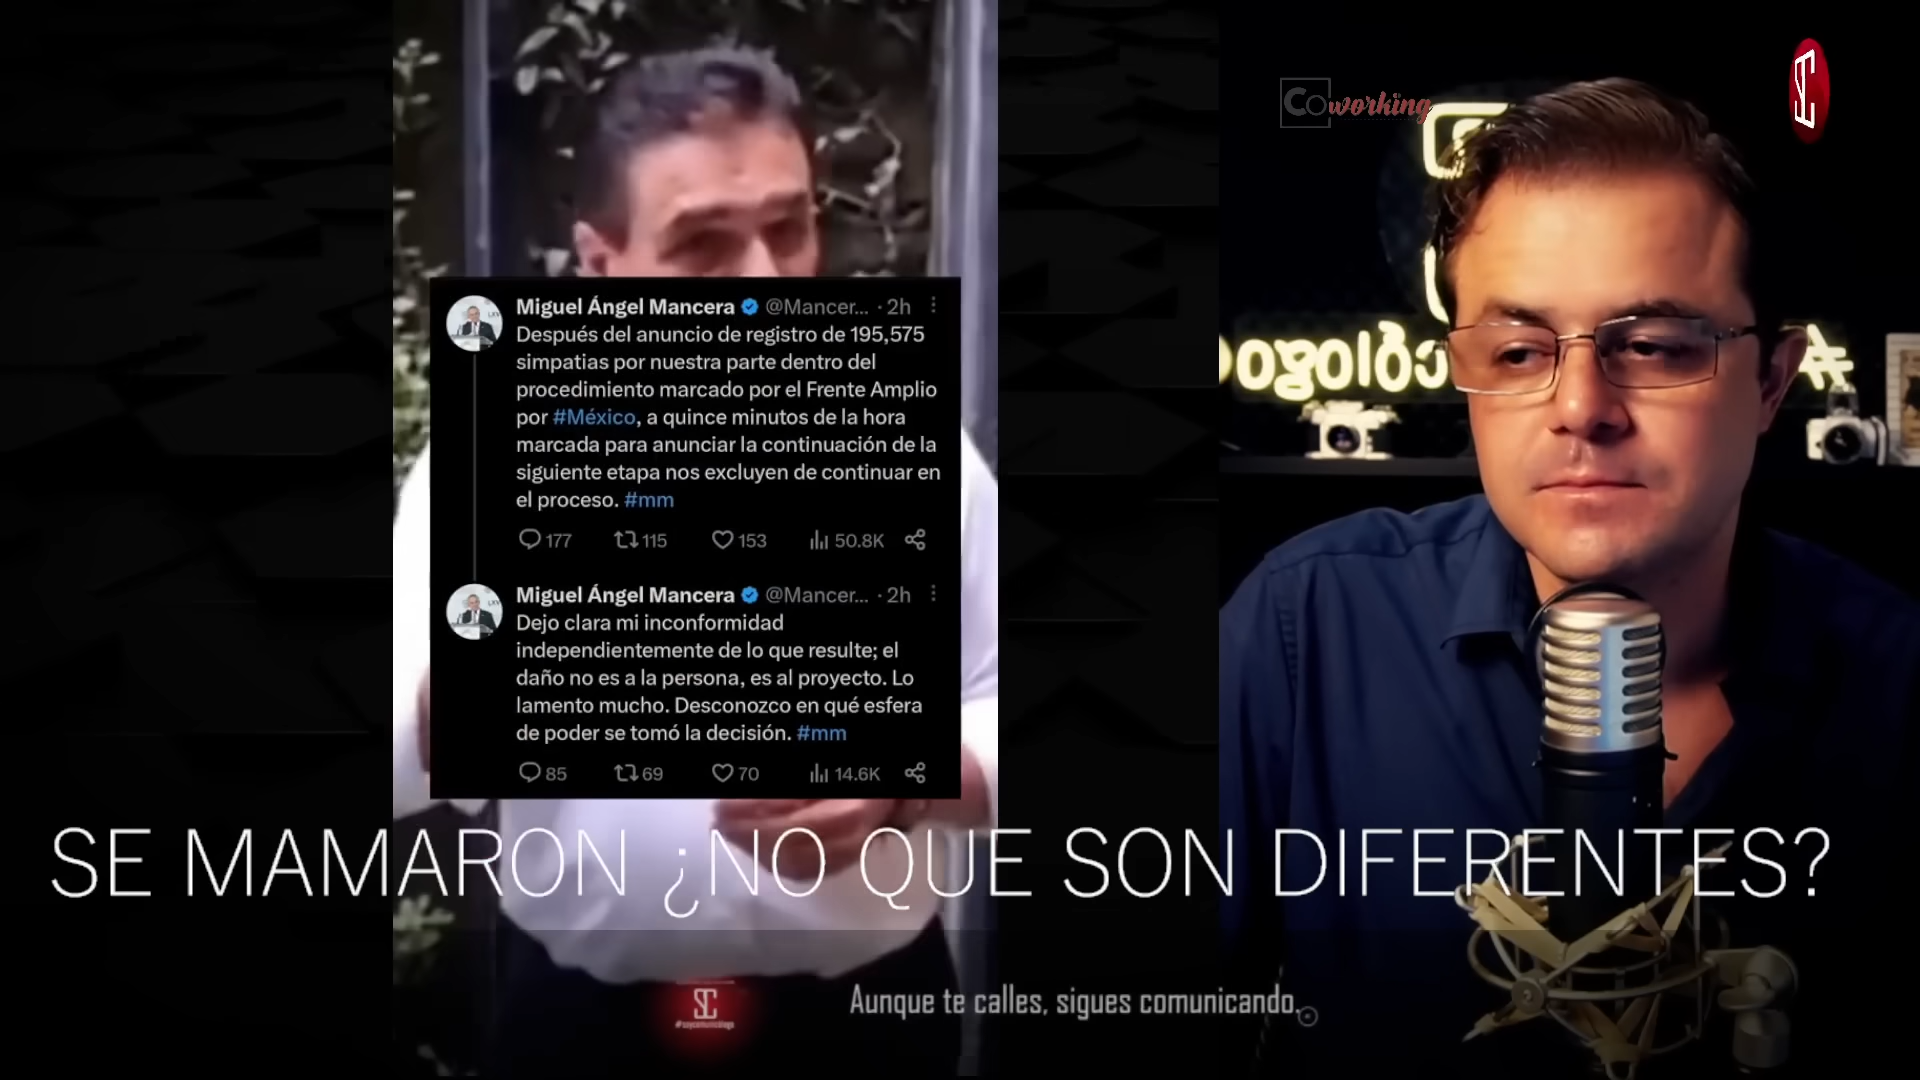 Coworking
SC
Miguel Ángel Mancera @Mancer... · 2h
Después del anuncio de registro de 195,575
simpatias por nuestra parte dentro del
procedimiento marcado por el Frente Amplio
por #México, a quince minutos de la hora
marcada para anunciar la continuación de la
siguiente etapa nos excluyen de continuar en
el proceso. #mm
177 115 153 50.8K
Miguel Ángel Mancera @Mancer... · 2h
Dejo clara mi inconformidad
independientemente de lo que resulte; el
daño no es a la persona, es al proyecto. Lo
lamento mucho. Desconozco en qué esfera
de poder se tomó la decisión. #mm
85 69 70 14.6K
SE MAMARON ¿NO QUE SON DIFERENTES?
SC
#soycomunicólogo
Aunque te calles, sigues comunicando.